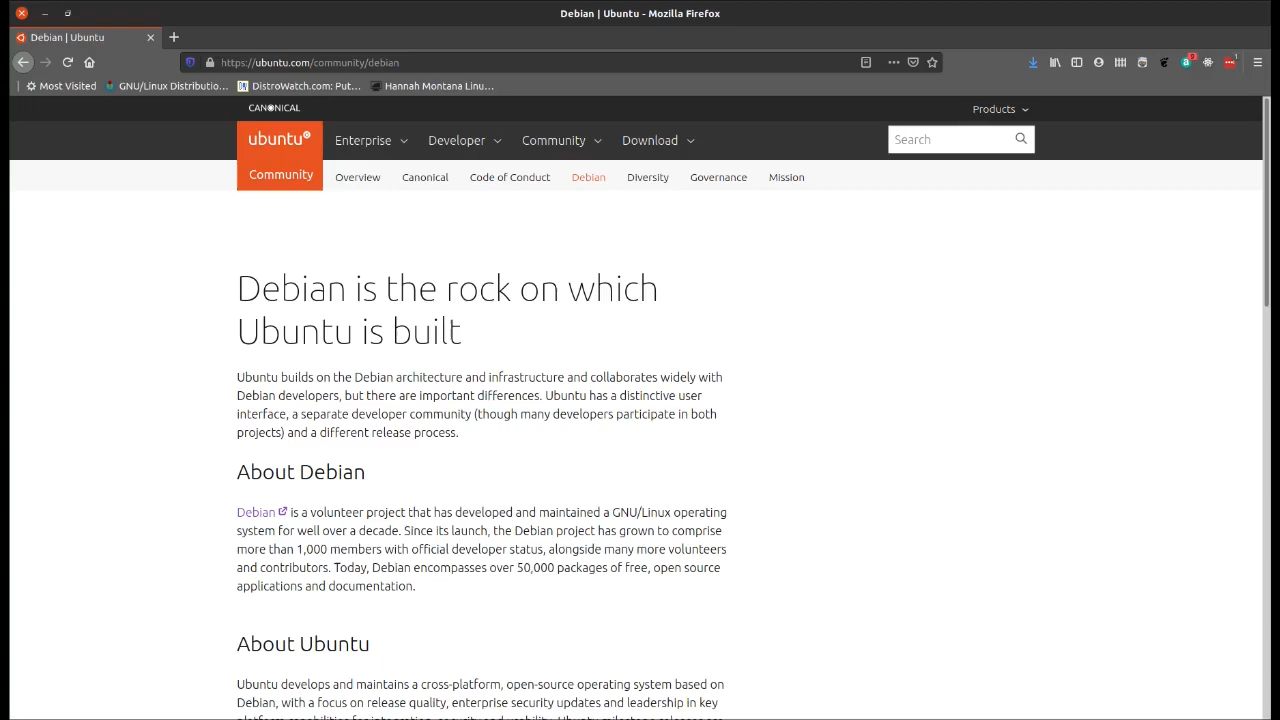 Debian | Ubuntu - Mozilla Firefox
Debian | Ubuntu
https://ubuntu.com/community/debian
Most Visited GNU/Linux Distributio... DistroWatch.com: Put... Hannah Montana Linu...
CANONICAL Products
ubuntu Enterprise Developer Community Download Search
Community Overview Canonical Code of Conduct Debian Diversity Governance Mission
Debian is the rock on which
Ubuntu is built
Ubuntu builds on the Debian architecture and infrastructure and collaborates widely with
Debian developers, but there are important differences. Ubuntu has a distinctive user
interface, a separate developer community (though many developers participate in both
projects) and a different release process.
About Debian
Debian is a volunteer project that has developed and maintained a GNU/Linux operating
system for well over a decade. Since its launch, the Debian project has grown to comprise
more than 1,000 members with official developer status, alongside many more volunteers
and contributors. Today, Debian encompasses over 50,000 packages of free, open source
applications and documentation.
About Ubuntu
Ubuntu develops and maintains a cross-platform, open-source operating system based on
Debian, with a focus on release quality, enterprise security updates and leadership in key